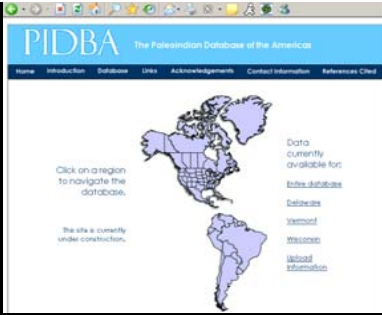 PIDBA The Paleoindian Database of the Americas
Home Introduction Database Links Acknowledgements Contact Information References Cited
Click on a region
to navigate the
database.
The site is currently
under construction.
Data
currently
available for:
Entire database
Delaware
Vermont
Wisconsin
Upload
Information